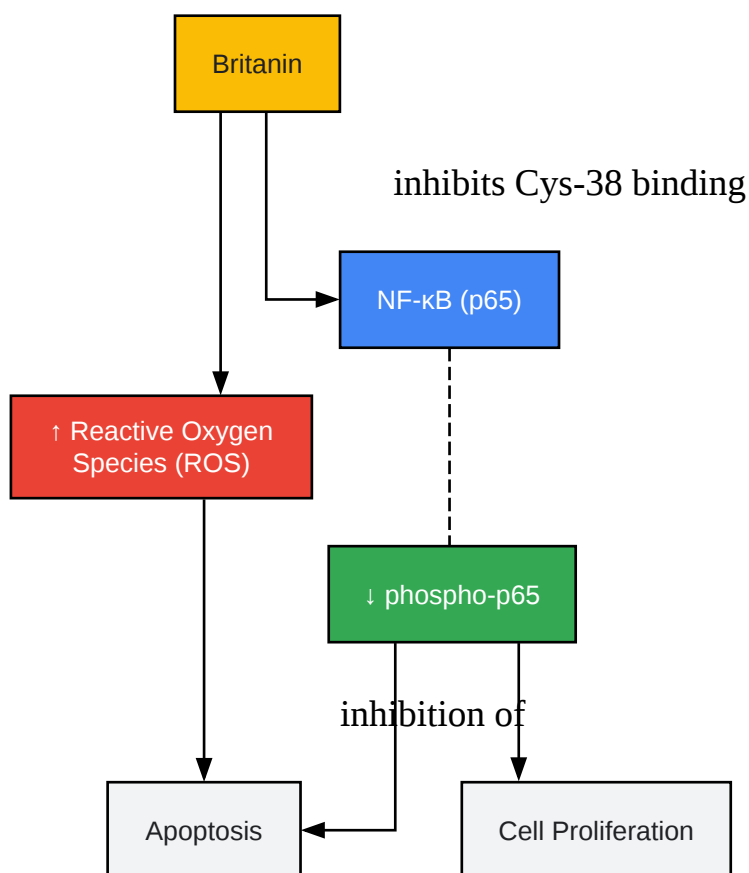 Britanin
inhibits Cys-38 binding
NF-κB (p65)
↑ Reactive Oxygen
Species (ROS)
↓ phospho-p65
inhibition of
Apoptosis
Cell Proliferation